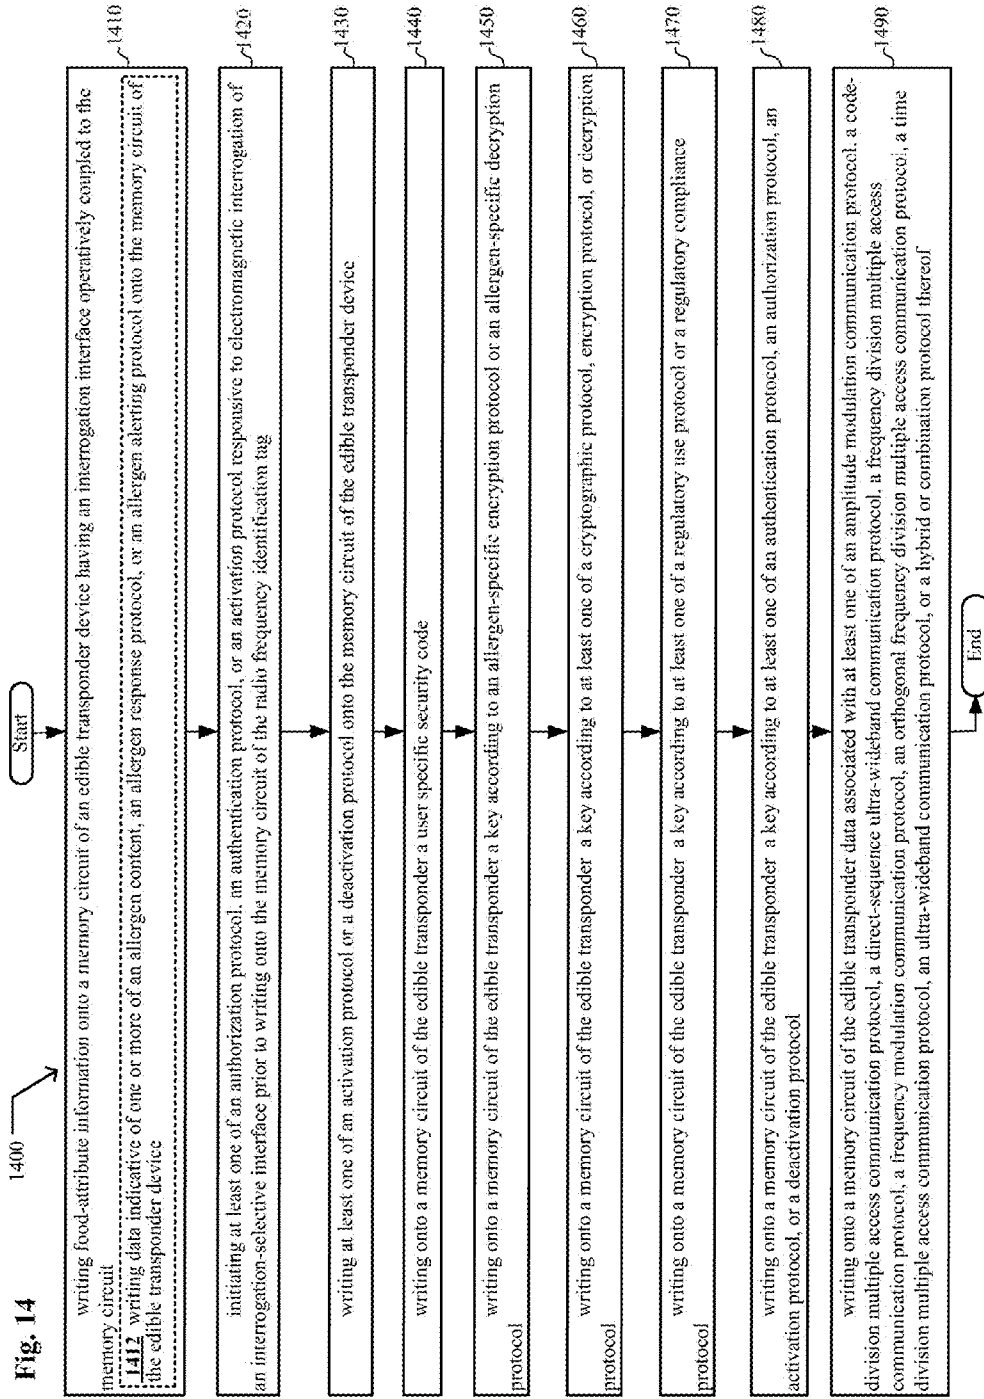 Fig. 14
1400
Start
writing food-attribute information onto a memory circuit of an edible transponder device having an interrogation interface operatively coupled to the
memory circuit
1410
1412 writing data indicative of one or more of an allergen content, an allergen response protocol, or an allergen alerting protocol onto the memory circuit of
the edible transponder device
initiating at least one of an authorization protocol, an authentication protocol, or an activation protocol responsive to electromagnetic interrogation of
an interrogation-selective interface prior to writing onto the memory circuit of the radio frequency identification tag
1420
writing at least one of an activation protocol or a deactivation protocol onto the memory circuit of the edible transponder device
1430
writing onto a memory circuit of the edible transponder a user specific security code
1440
writing onto a memory circuit of the edible transponder a key according to an allergen-specific encryption protocol or an allergen-specific decryption
protocol
1450
writing onto a memory circuit of the edible transponder a key according to at least one of a cryptographic protocol, encryption protocol, or decryption
protocol
1460
writing onto a memory circuit of the edible transponder a key according to at least one of a regulatory use protocol or a regulatory compliance
protocol
1470
writing onto a memory circuit of the edible transponder a key according to at least one of an authentication protocol, an authorization protocol, an
activation protocol, or a deactivation protocol
1480
writing onto a memory circuit of the edible transponder data associated with at least one of an amplitude modulation communication protocol, a code-
division multiple access communication protocol, a direct-sequence ultra-wideband communication protocol, a frequency division multiple access
communication protocol, a frequency modulation communication protocol, an orthogonal frequency division multiple access communication protocol, a time
division multiple access communication protocol, an ultra-wideband communication protocol, or a hybrid or combination protocol thereof
1490
End